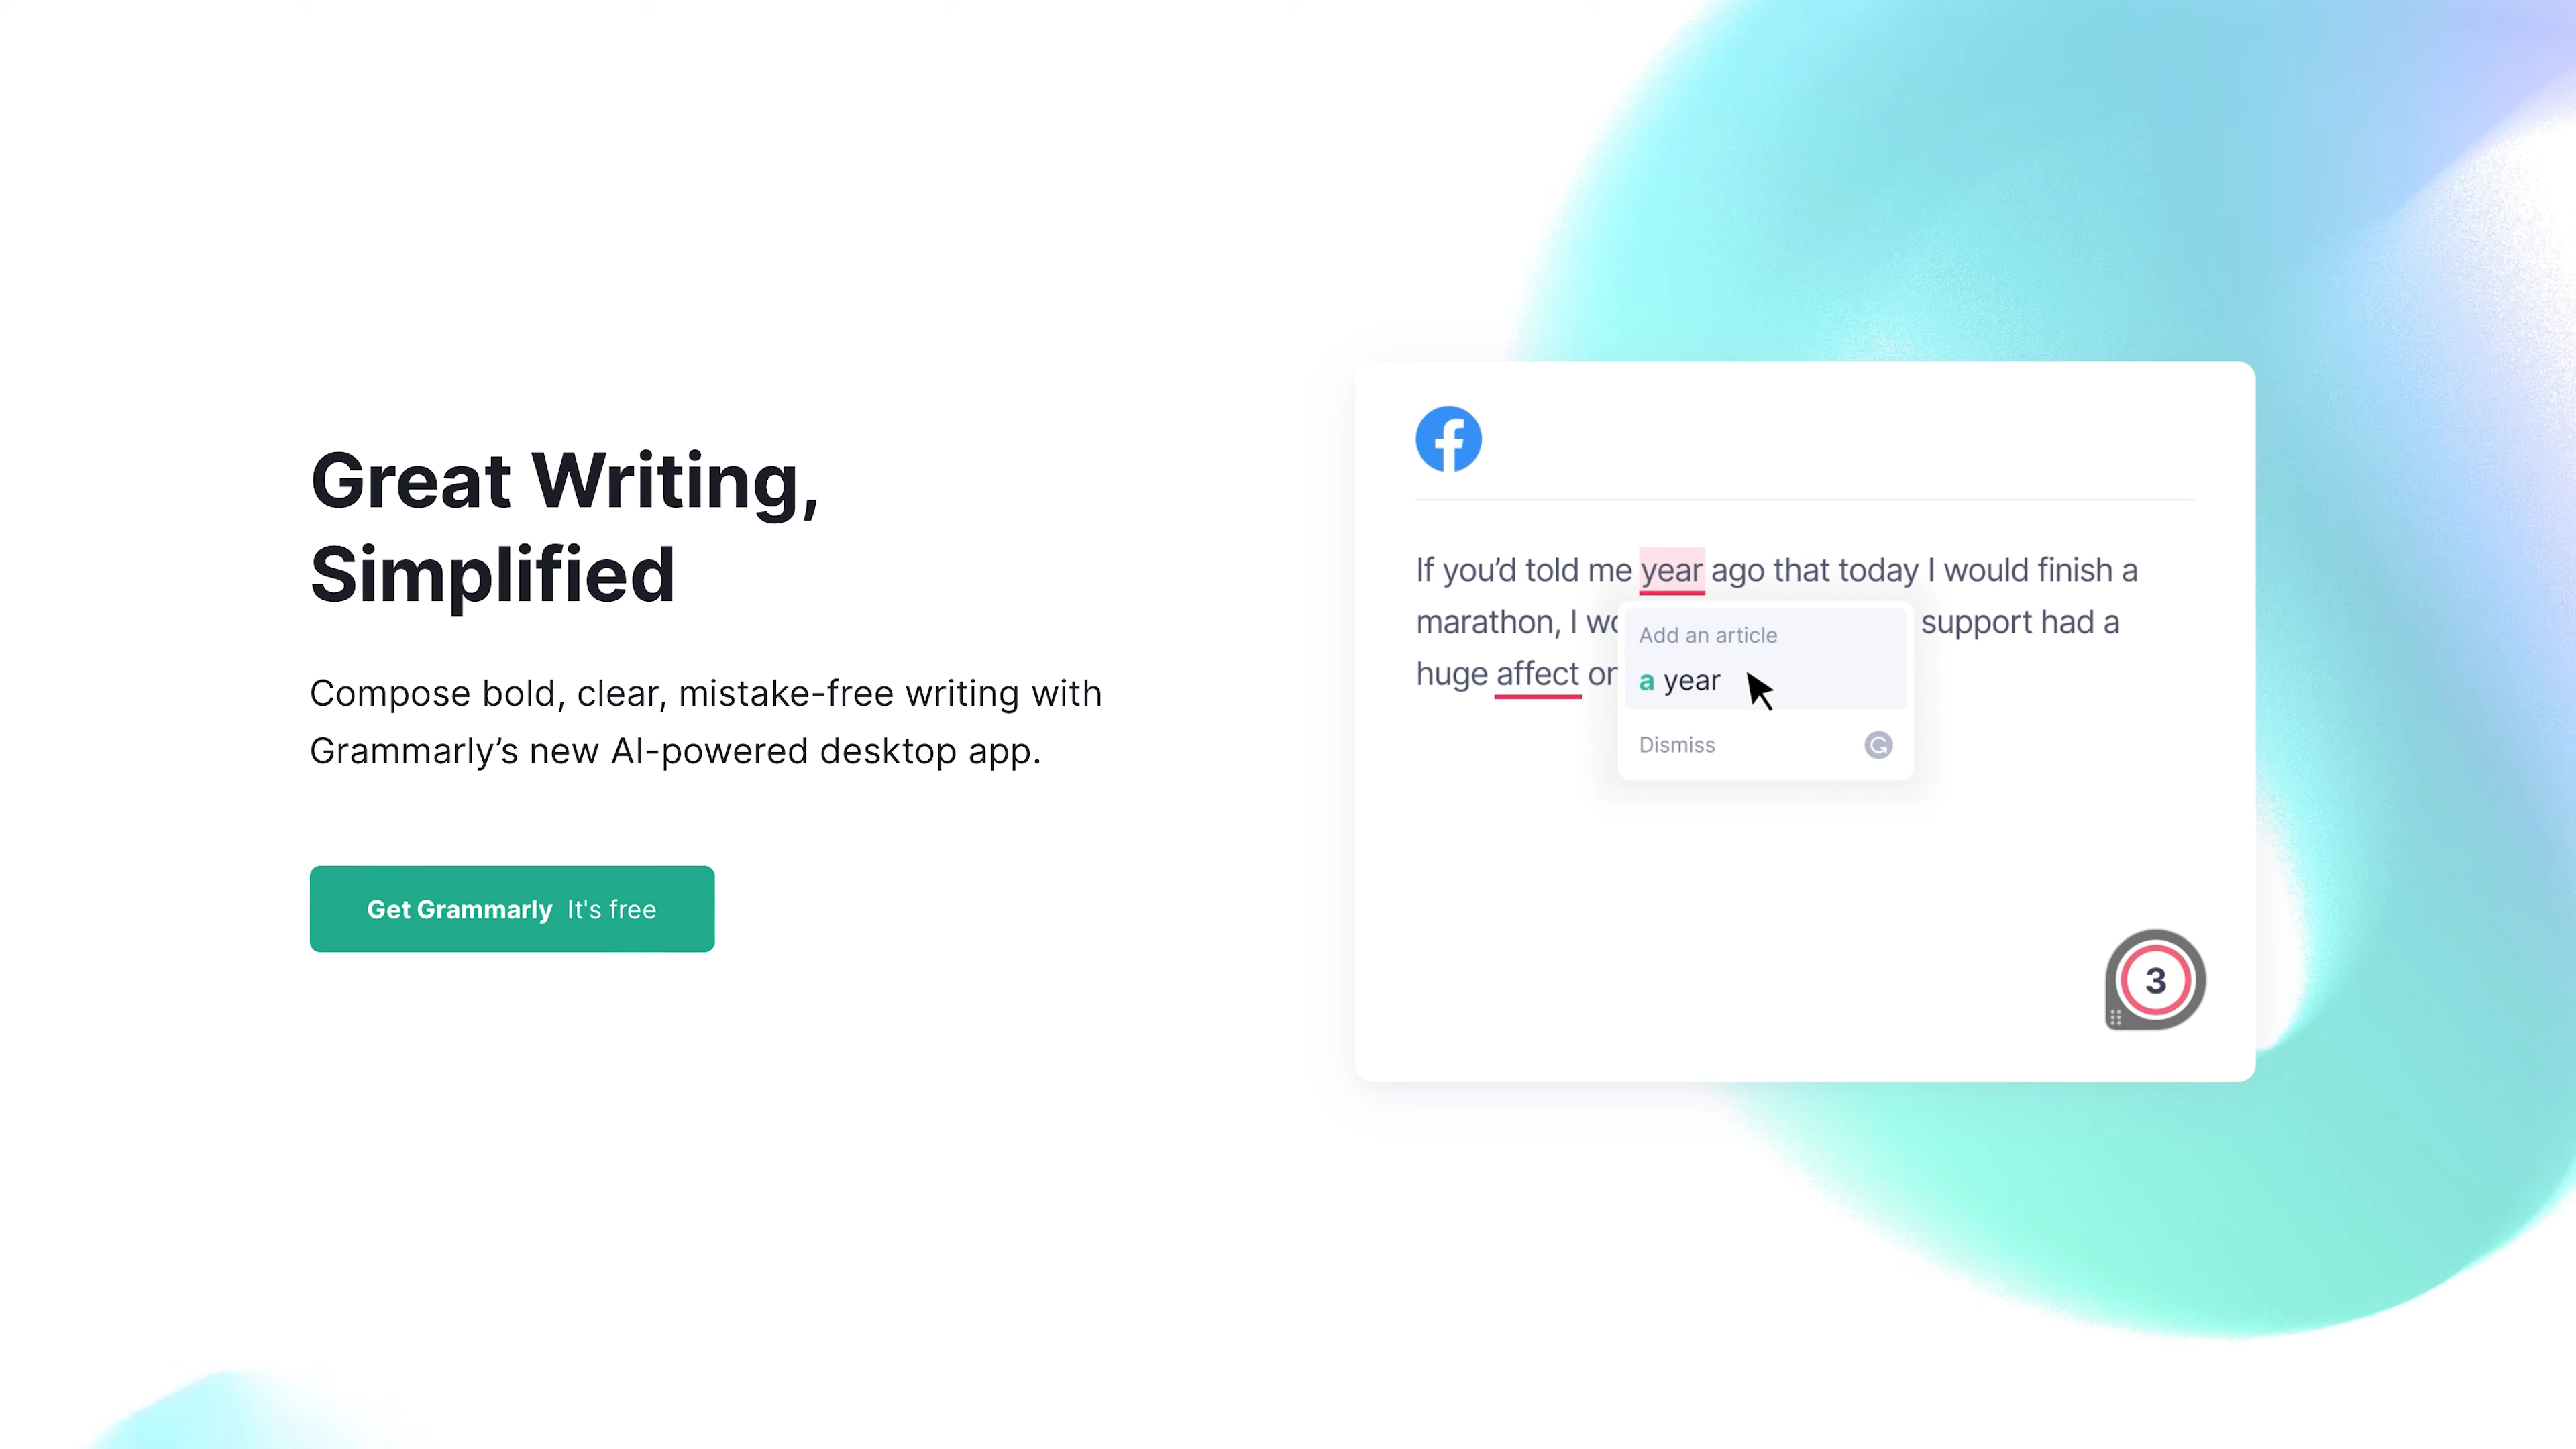 Great Writing,
Simplified
Compose bold, clear, mistake-free writing with
Grammarly’s new AI-powered desktop app.
Get Grammarly It's free
If you’d told me year ago that today I would finish a
marathon, I support had a
huge affect
Add an article
a year
Dismiss
3